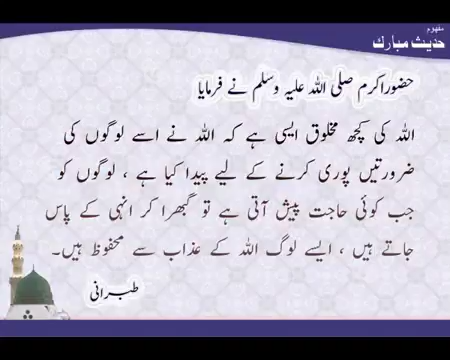 مفہوم
حدیث مبارک
حضور اکرم صلی اللہ علیہ وسلم نے فرمایا
اللہ کی کچھ مخلوق ایسی ہے کہ اللہ نے اسے لوگوں کی
ضرورتیں پوری کرنے کے لیے پیدا کیا ہے ، لوگوں کو
جب کوئی حاجت پیش آتی ہے تو گھبرا کر انہی کے پاس
جاتے ہیں ، ایسے لوگ اللہ کے عذاب سے محفوظ ہیں۔
طبرانی